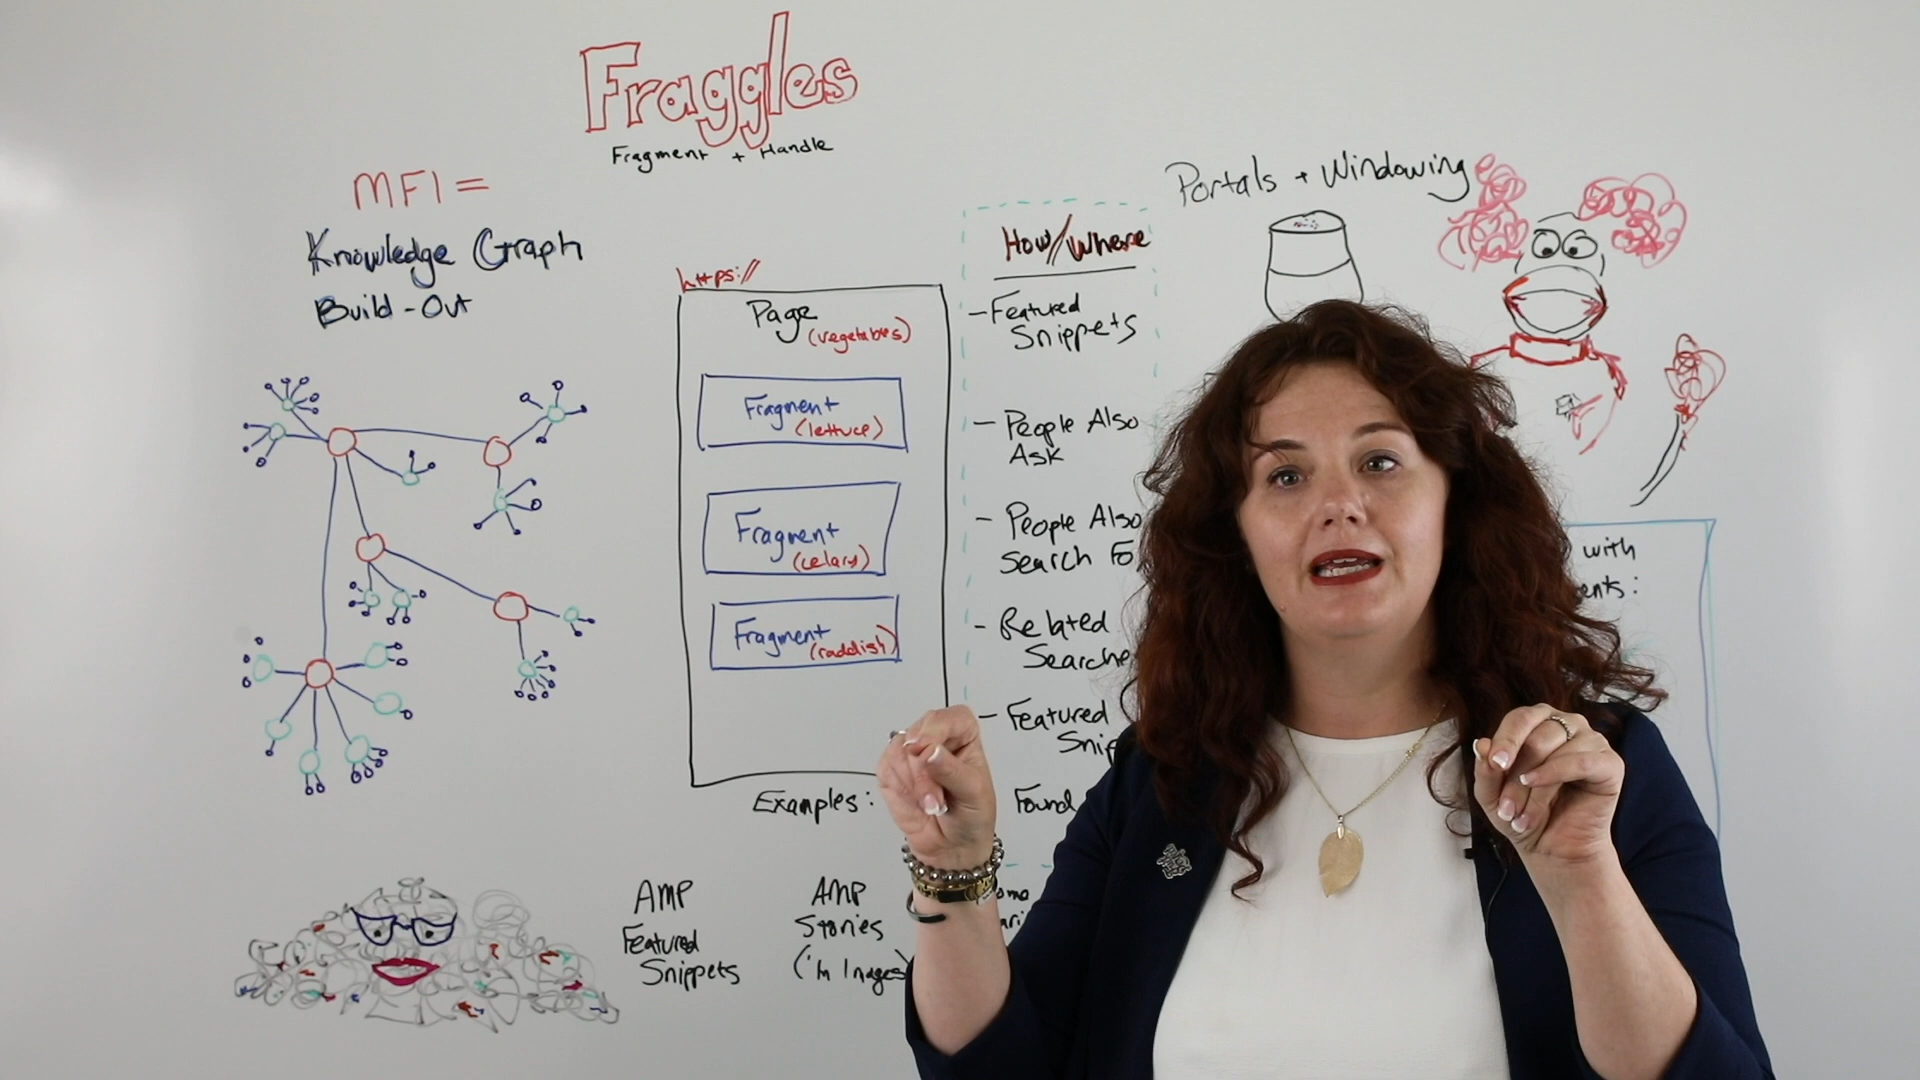 Fraggles
Fragment + Handle
MFI =
Knowledge Graph
Build-Out
https://
Page
(vegetables)
Fragment
(lettuce)
Fragment
(celary)
Fragment
(raddish)
Examples:
How//Where
- Featured
Snippets
- People Also
Ask
- People Also
Search Fo
- Related
Searche
- Featured
Snip
Found
Portals + Windowing
with
ents:
AMP
Featured
Snippets
AMP
Stories
('In Images)